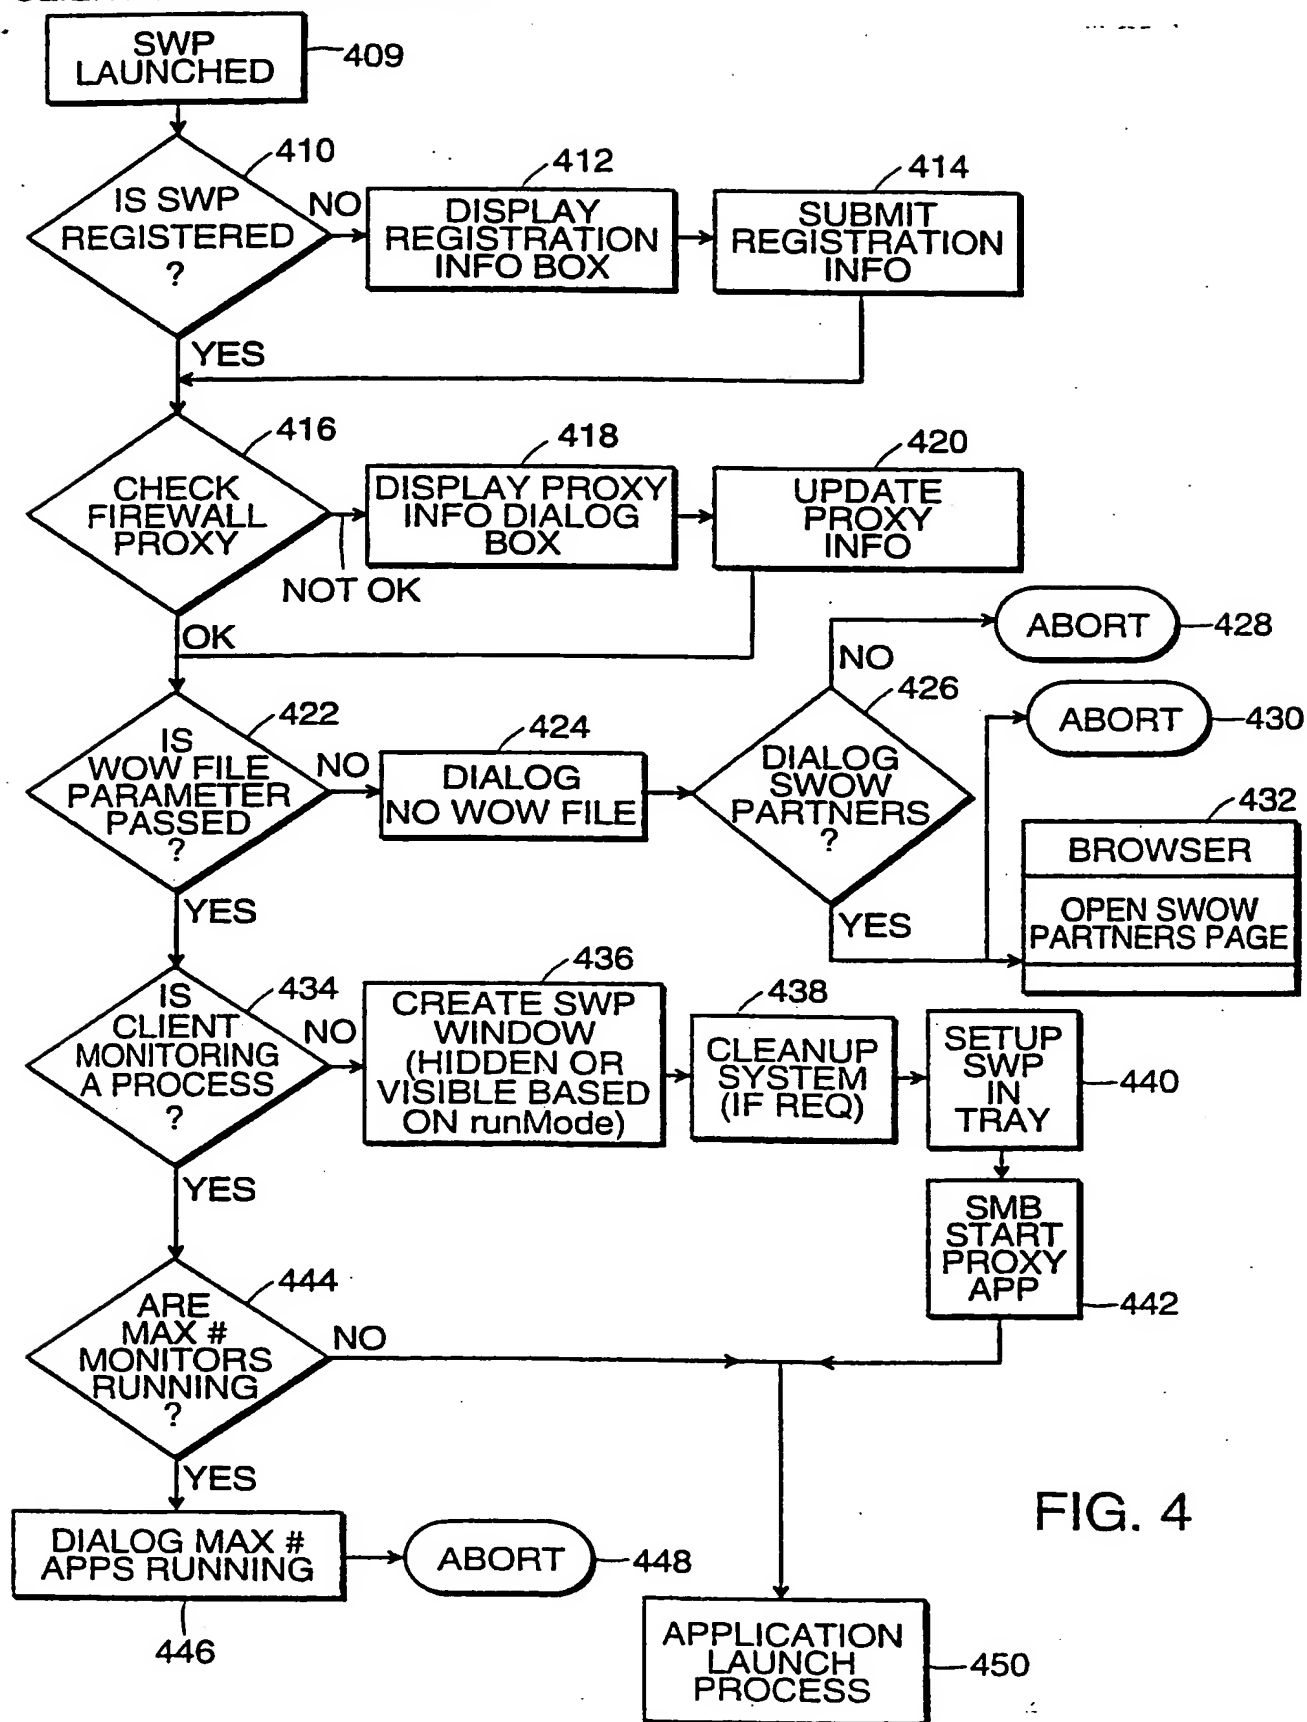 SWP
LAUNCHED
409
410
IS SWP
REGISTERED
?
NO
412
DISPLAY
REGISTRATION
INFO BOX
414
SUBMIT
REGISTRATION
INFO
YES
416
CHECK
FIREWALL
PROXY
NOT OK
418
DISPLAY PROXY
INFO DIALOG
BOX
420
UPDATE
PROXY
INFO
OK
422
IS
WOW FILE
PARAMETER
PASSED
?
NO
424
DIALOG
NO WOW FILE
426
DIALOG
SWOW
PARTNERS
?
NO
ABORT
428
ABORT
430
YES
432
BROWSER
OPEN SWOW
PARTNERS PAGE
YES
434
IS
CLIENT
MONITORING
A PROCESS
?
NO
436
CREATE SWP
WINDOW
(HIDDEN OR
VISIBLE BASED
ON runMode)
438
CLEANUP
SYSTEM
(IF REQ)
SETUP
SWP
IN
TRAY
440
SMB
START
PROXY
APP
442
YES
444
ARE
MAX #
MONITORS
RUNNING
?
NO
YES
DIALOG MAX #
APPS RUNNING
446
ABORT
448
APPLICATION
LAUNCH
PROCESS
450
FIG. 4